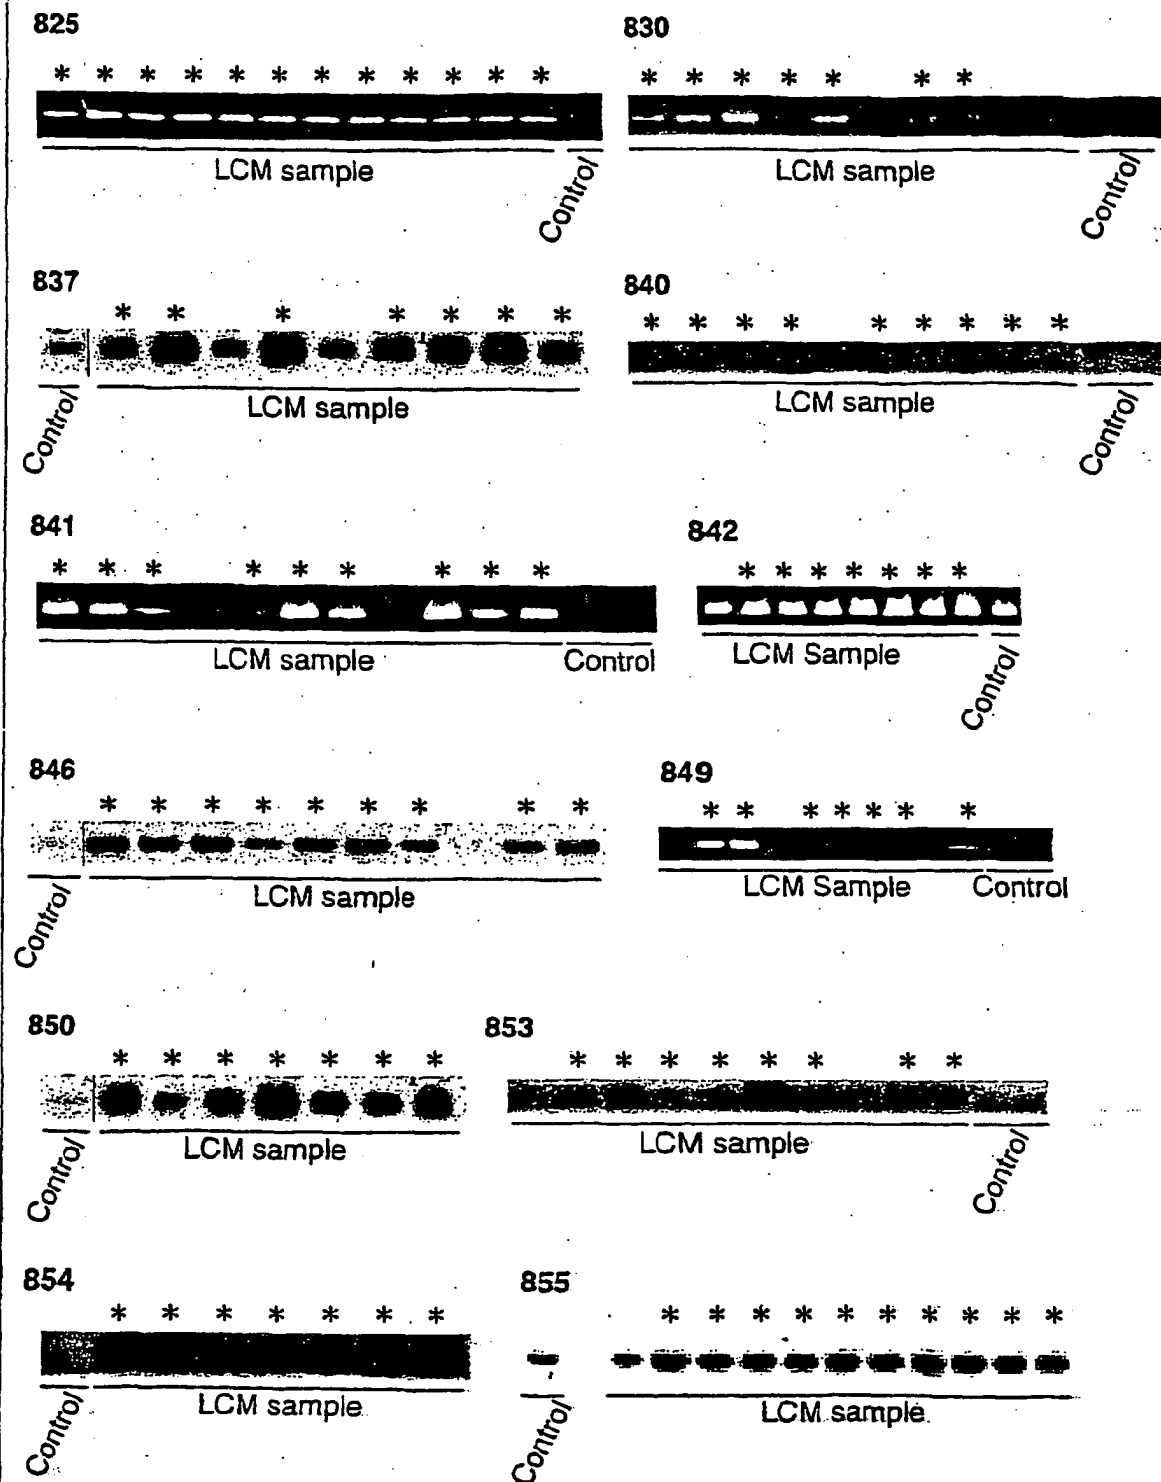 825
* * * * * * * * * * * *
LCM sample
Control
830
* * * * * * *
LCM sample
Control
837
* * * * * * *
Control
LCM sample
840
* * * * * * * * *
LCM sample
Control
841
* * * * * * * * *
LCM sample
Control
842
* * * * * * *
LCM Sample
Control
846
* * * * * * * * *
Control
LCM sample
849
* * * * * * *
LCM Sample
Control
850
* * * * * * *
Control
LCM sample
853
* * * * * * * *
LCM sample
Control
854
* * * * * * *
Control
LCM sample
855
* * * * * * * * * *
Control
LCM sample